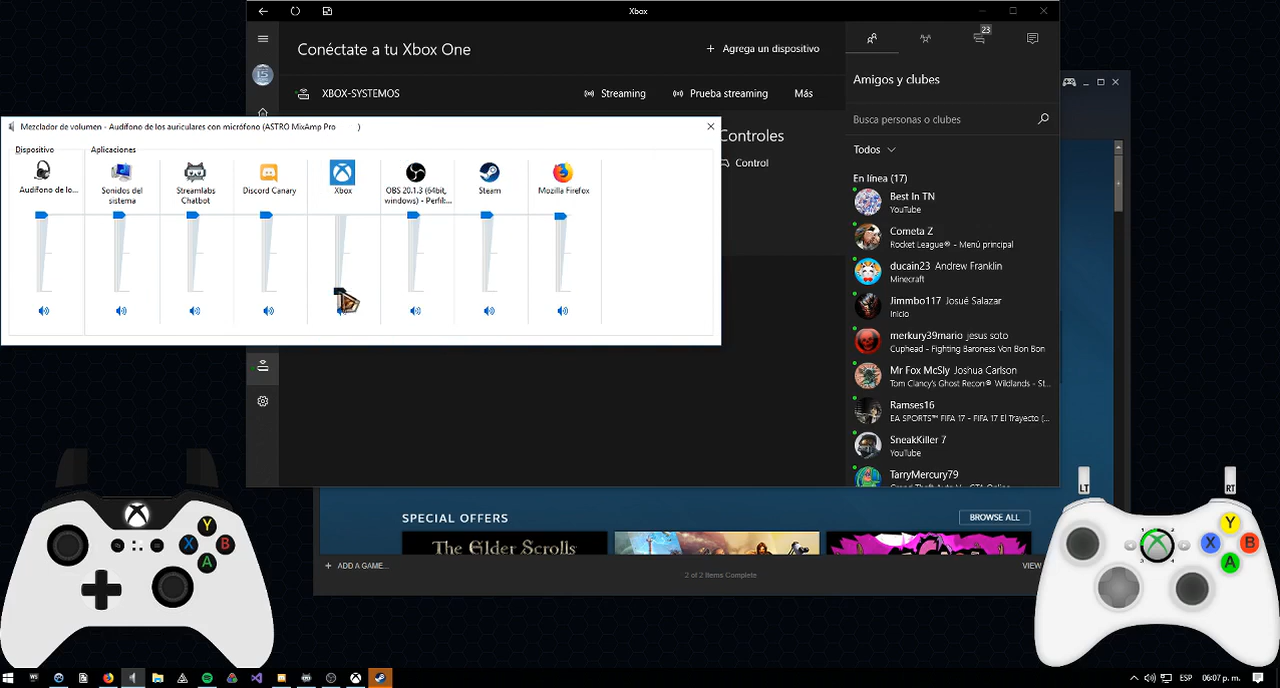 Xbox
Conéctate a tu Xbox One
+ Agrega un dispositivo
XBOX-SYSTEMOS
Streaming
Prueba streaming
Más
23
Amigos y clubes
Busca personas o clubes
Todos
En línea (17)
Best In TN
YouTube
Cometa Z
Rocket League® - Menú principal
ducain23 Andrew Franklin
Minecraft
Jimmbo117 Josué Salazar
Inicio
merkury39mario jesus soto
Cuphead - Fighting Baroness Von Bon Bon
Mr Fox McSly Joshua Carlson
Tom Clancy's Ghost Recon® Wildlands - St...
Ramses16
EA SPORTS™ FIFA 17 - FIFA 17 El Trayecto (...
SneakKiller 7
YouTube
TarryMercury79
Mezclador de volumen - Audífono de los auriculares con micrófono (ASTRO MixAmp Pro )
Dispositivo
Aplicaciones
Audífono de lo...
Sonidos del
sistema
Streamlabs
Chatbot
Discord Canary
Xbox
OBS 20.1.3 (64bit,
windows) - Perfil:...
Steam
Mozilla Firefox
Controles
Control
SPECIAL OFFERS
BROWSE ALL
The Elder Scrolls
+ ADD A GAME...
2 of 2 Items Complete
VIEW
Y
X
B
A
LT
RT
1
2
3
4
Y
X
B
A
ESP
06:07 p. m.